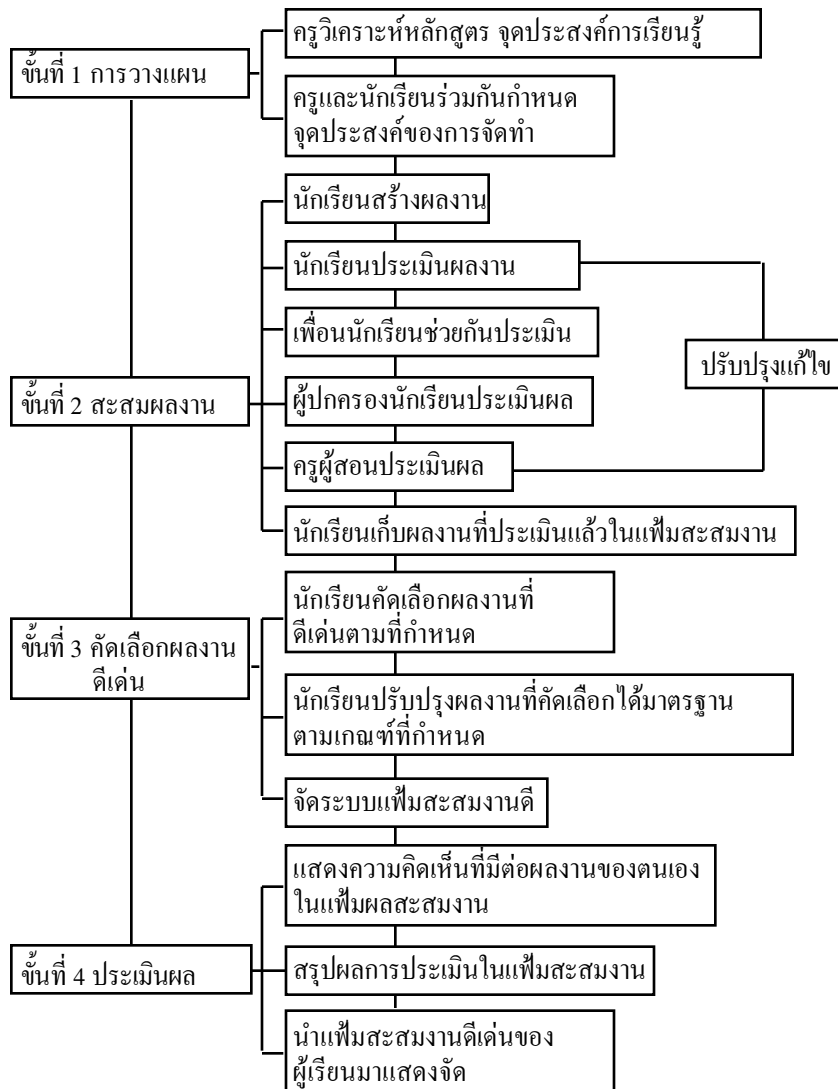 ขั้นที่ 1 การวางแผน
ครูวิเคราะห์หลักสูตร จุดประสงค์การเรียนรู้
ครูและนักเรียนร่วมกันกำหนด
จุดประสงค์ของการจัดทำ
ขั้นที่ 2 สะสมผลงาน
นักเรียนสร้างผลงาน
นักเรียนประเมินผลงาน
เพื่อนนักเรียนช่วยกันประเมิน
ผู้ปกครองนักเรียนประเมินผล
ครูผู้สอนประเมินผล
นักเรียนเก็บผลงานที่ประเมินแล้วในแฟ้มสะสมงาน
ปรับปรุงแก้ไข
ขั้นที่ 3 คัดเลือกผลงาน
ดีเด่น
นักเรียนคัดเลือกผลงานที่
ดีเด่นตามที่กำหนด
นักเรียนปรับปรุงผลงานที่คัดเลือกได้มาตรฐาน
ตามเกณฑ์ที่กำหนด
จัดระบบแฟ้มสะสมงานดี
ขั้นที่ 4 ประเมินผล
แสดงความคิดเห็นที่มีต่อผลงานของตนเอง
ในแฟ้มผลสะสมงาน
สรุปผลการประเมินในแฟ้มสะสมงาน
นำแฟ้มสะสมงานดีเด่นของ
ผู้เรียนมาแสดงจัด